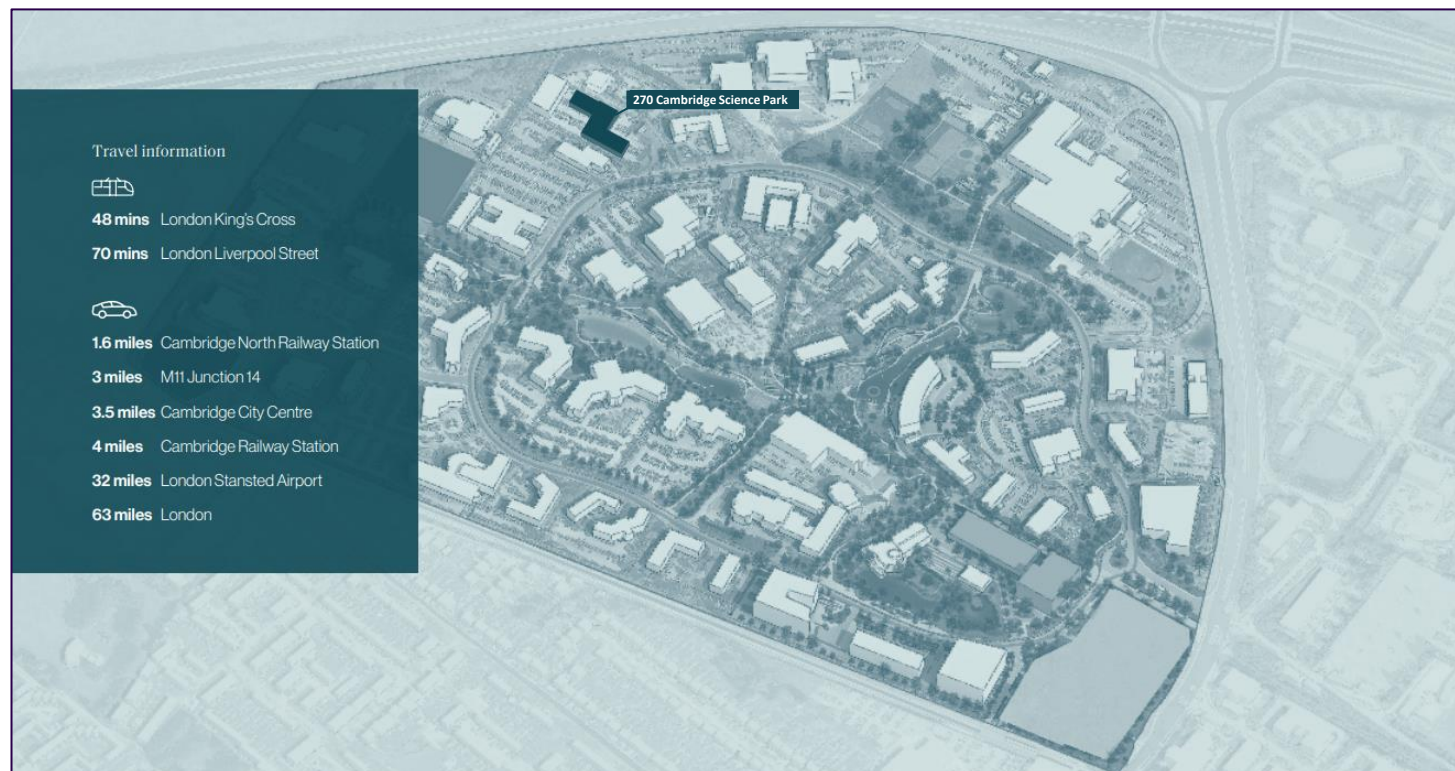 270 Cambridge Science Park
Travel information
48 mins London King's Cross
70 mins London Liverpool Street
1.6 miles Cambridge North Railway Station
3 miles M11 Junction 14
3.5 miles Cambridge City Centre
4 miles Cambridge Railway Station
32 miles London Stansted Airport
63 miles London